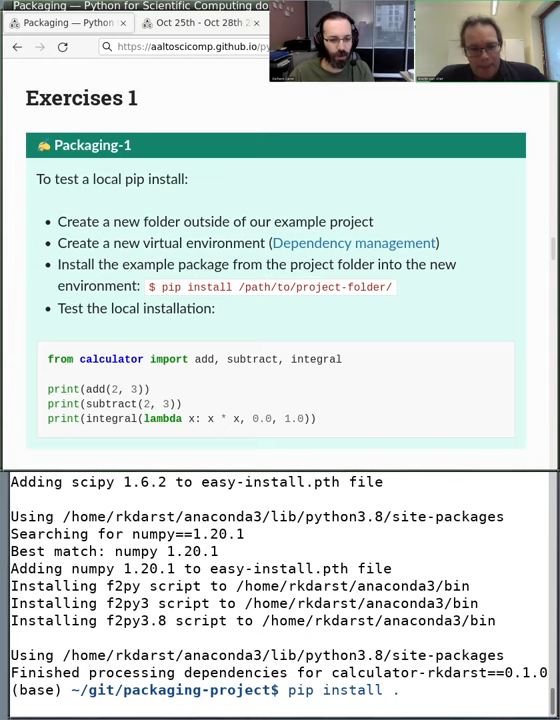 Packaging — Python for Scientific Computing do
Packaging — Python × Oct 25th - Oct 28th 2 ×
https://aaltoscicomp.github.io/py
Exercises 1
✍ Packaging-1
To test a local pip install:
• Create a new folder outside of our example project
• Create a new virtual environment (Dependency management)
• Install the example package from the project folder into the new
environment: $ pip install /path/to/project-folder/
• Test the local installation:
from calculator import add, subtract, integral
print(add(2, 3))
print(subtract(2, 3))
print(integral(lambda x: x * x, 0.0, 1.0))
Adding scipy 1.6.2 to easy-install.pth file
Using /home/rkdarst/anaconda3/lib/python3.8/site-packages
Searching for numpy==1.20.1
Best match: numpy 1.20.1
Adding numpy 1.20.1 to easy-install.pth file
Installing f2py script to /home/rkdarst/anaconda3/bin
Installing f2py3 script to /home/rkdarst/anaconda3/bin
Installing f2py3.8 script to /home/rkdarst/anaconda3/bin
Using /home/rkdarst/anaconda3/lib/python3.8/site-packages
Finished processing dependencies for calculator-rkdarst==0.1.0
(base) ~/git/packaging-project$ pip install .